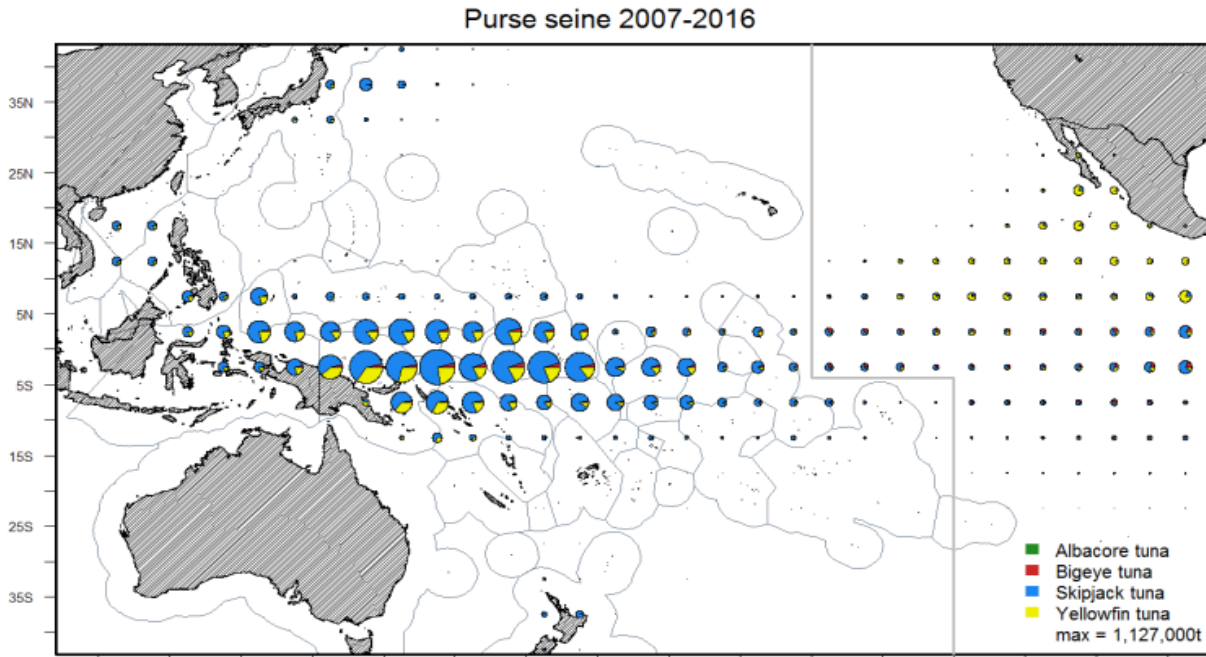 Purse seine 2007-2016
35N
25N
15N
5N
5S
15S
25S
35S
Albacore tuna
Bigeye tuna
Skipjack tuna
Yellowfin tuna
max = 1,127,000t